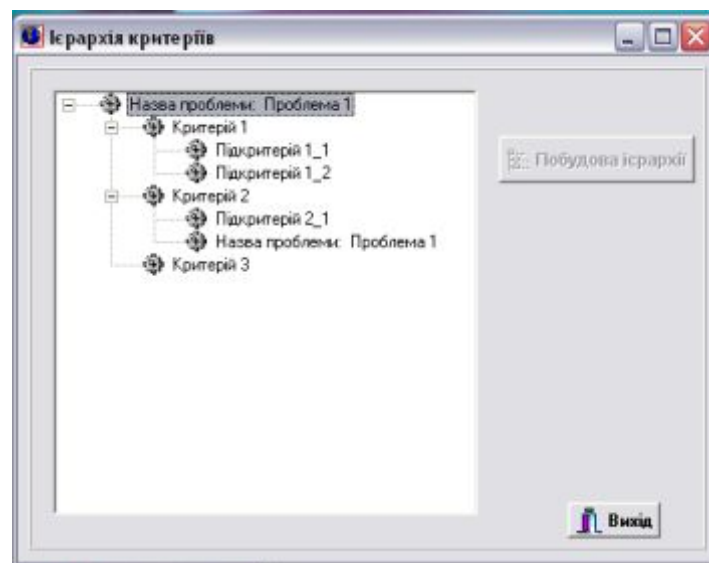 Ієрархія критеріїв
Назва проблеми: Проблема 1
Критерій 1
Підкритерій 1_1
Підкритерій 1_2
Критерій 2
Підкритерій 2_1
Назва проблеми: Проблема 1
Критерій 3
Побудова ієрархії
Вихід